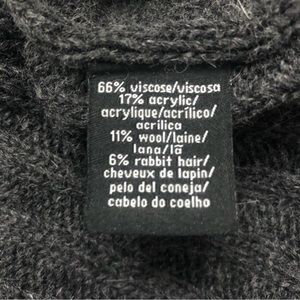 66% viscose/viscosa
17% acrylic/
acrylique/acrílico/
acrílica
11% wool/laine/
lana/lã
6% rabbit hair/
cheveux de lapin/
pelo del coneja/
cabelo do coelho